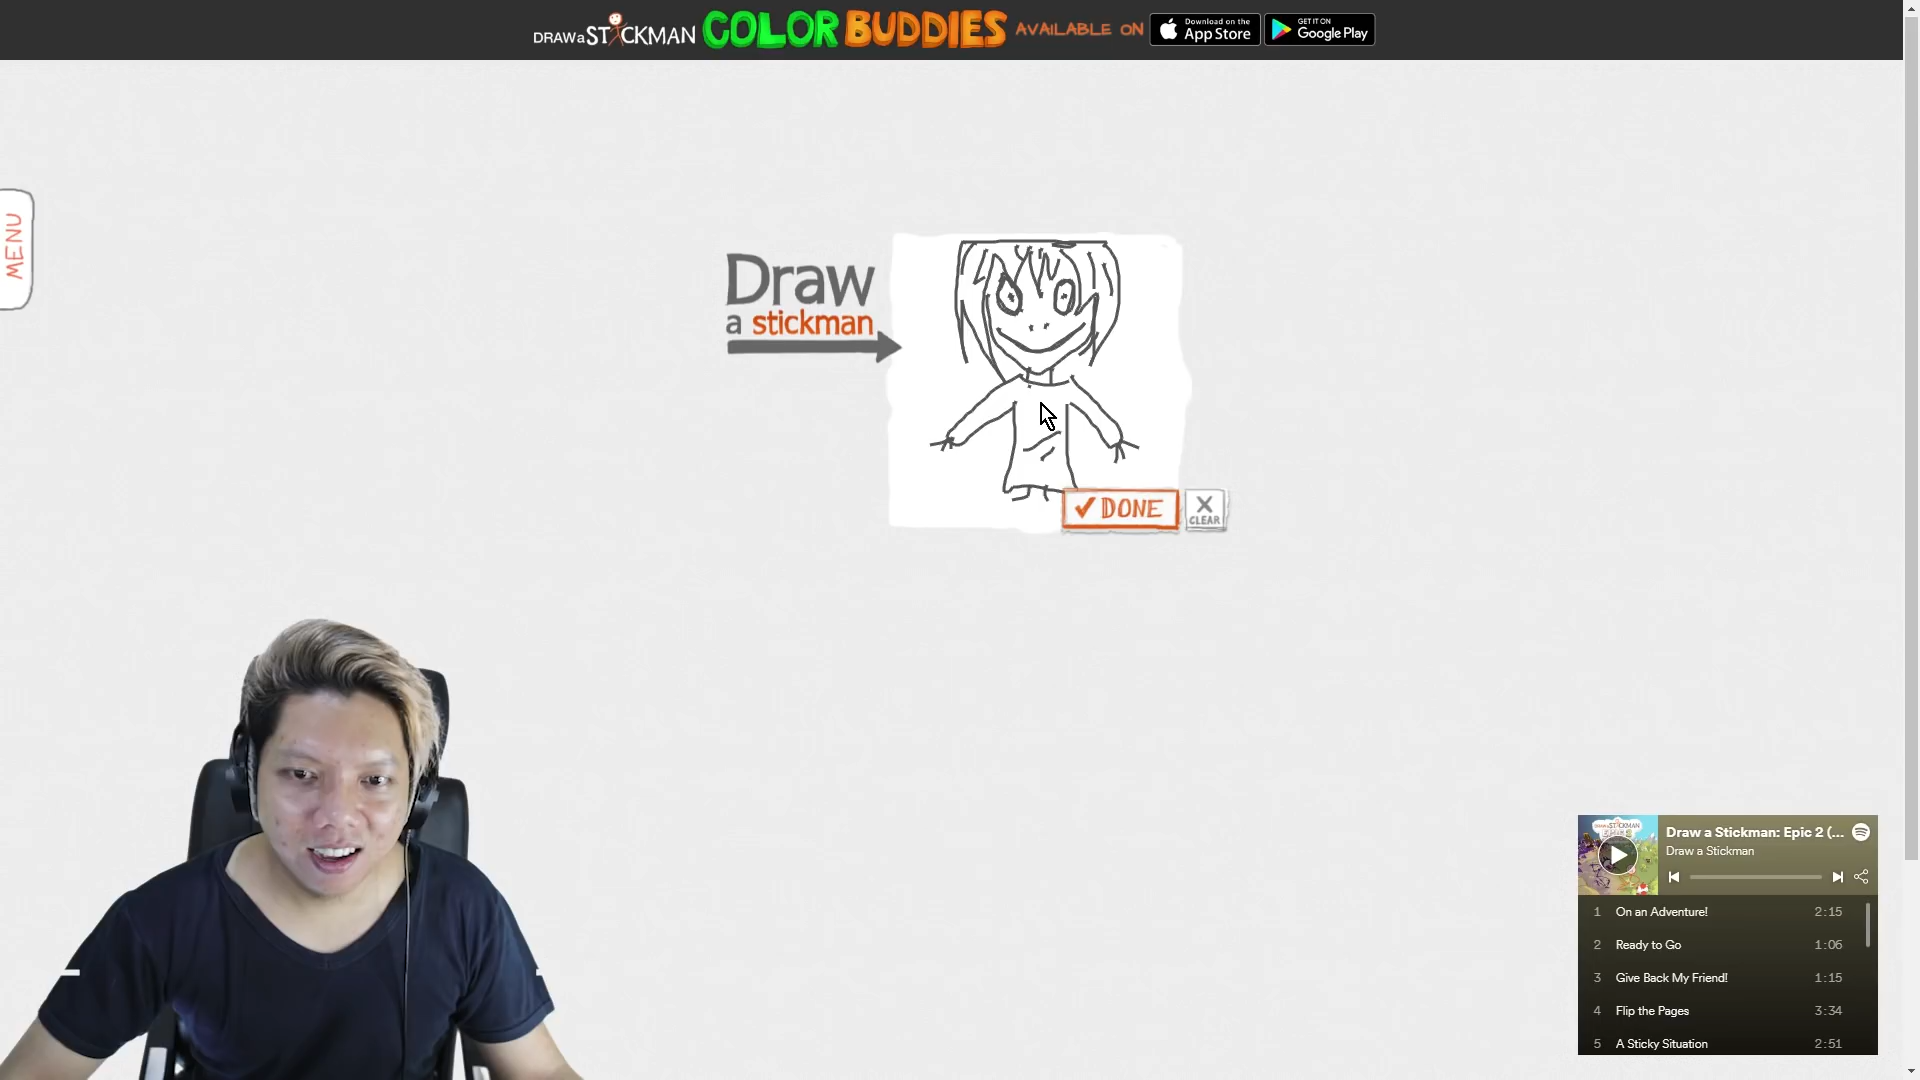 DRAW a STICKMAN COLOR BUDDIES AVAILABLE ON Download on the App Store GET IT ON Google Play
MENU
Draw
a stickman
✓ DONE
X
CLEAR
Draw a Stickman: Epic 2 (...
Draw a Stickman
1 On an Adventure! 2:15
2 Ready to Go 1:06
3 Give Back My Friend! 1:15
4 Flip the Pages 3:34
5 A Sticky Situation 2:51